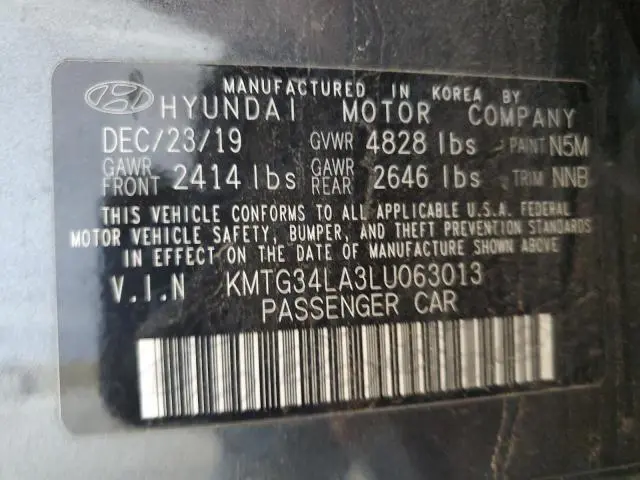 MANUFACTURED IN KOREA BY
HYUNDAI MOTOR COMPANY
DEC/23/19 GVWR 4828 lbs PAINT N5M
GAWR FRONT 2414 lbs GAWR REAR 2646 lbs TRIM NNB
THIS VEHICLE CONFORMS TO ALL APPLICABLE U.S.A. FEDERAL
MOTOR VEHICLE SAFETY, BUMPER, AND THEFT PREVENTION STANDARDS
IN EFFECT ON THE DATE OF MANUFACTURE SHOWN ABOVE.
V.I.N KMTG34LA3LU063013
PASSENGER CAR